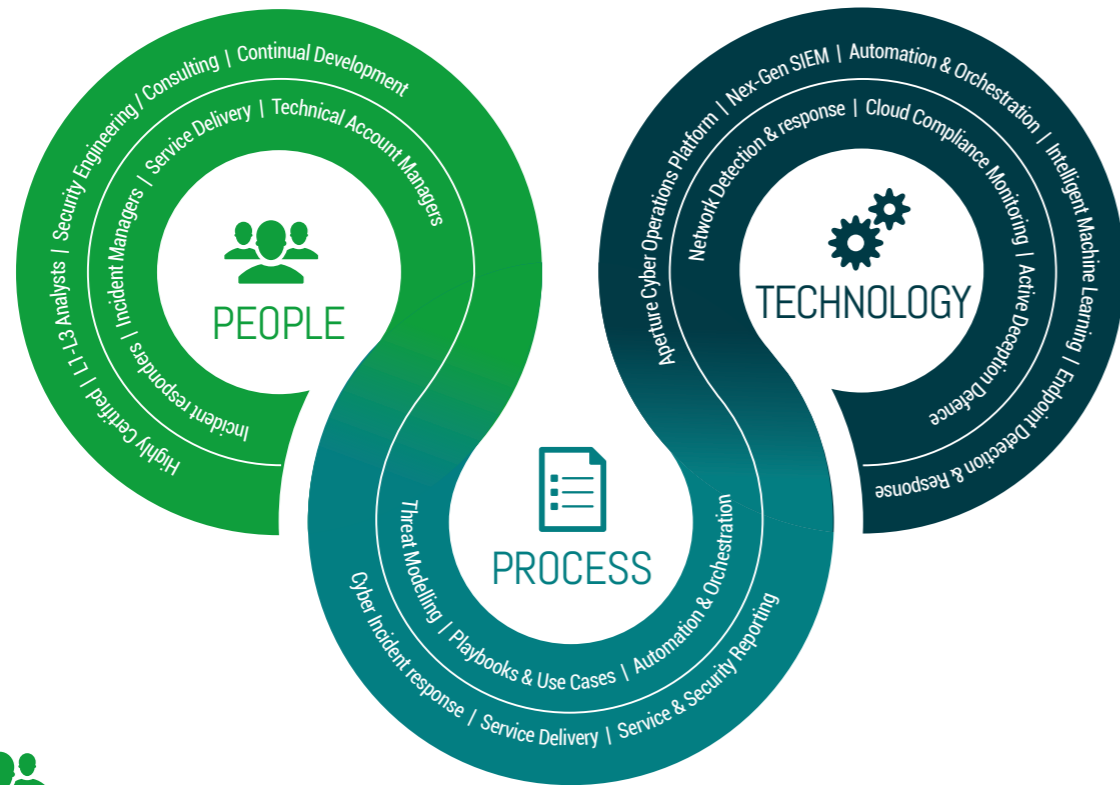 Highly Certified | L1-L3 Analysts | Security Engineering / Consulting | Continual Development
Incident responders | Incident Managers | Service Delivery | Technical Account Managers
PEOPLE
Aperture Cyber Operations Platform | Nex-Gen SIEM | Automation & Orchestration | Intelligent Machine Learning | Endpoint Detection & Response
Network Detection & response | Cloud Compliance Monitoring | Active Deception Defence
TECHNOLOGY
PROCESS
Threat Modelling | Playbooks & Use Cases | Automation & Orchestration
Cyber Incident response | Service Delivery | Service & Security Reporting